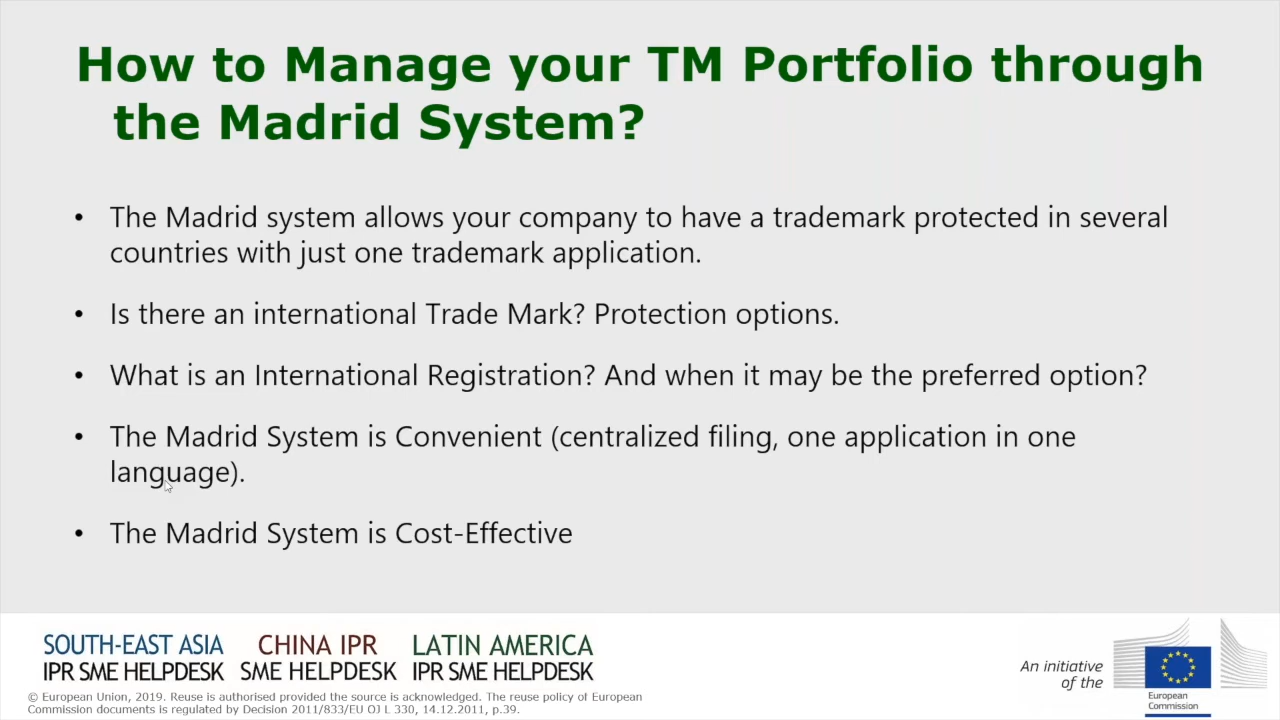 How to Manage your TM Portfolio through
the Madrid System?
• The Madrid system allows your company to have a trademark protected in several
countries with just one trademark application.
• Is there an international Trade Mark? Protection options.
• What is an International Registration? And when it may be the preferred option?
• The Madrid System is Convenient (centralized filing, one application in one
language).
• The Madrid System is Cost-Effective
SOUTH-EAST ASIA
IPR SME HELPDESK
CHINA IPR
SME HELPDESK
LATIN AMERICA
IPR SME HELPDESK
© European Union, 2019. Reuse is authorised provided the source is acknowledged. The reuse policy of European
Commission documents is regulated by Decision 2011/833/EU OJ L 330, 14.12.2011, p.39.
An initiative
of the
European
Commission